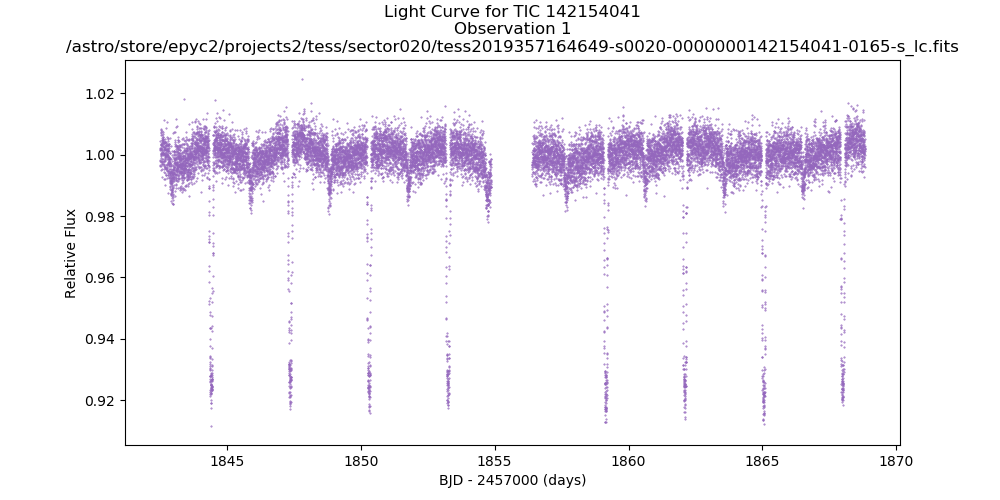 Light Curve for TIC 142154041
Observation 1
/astro/store/epyc2/projects2/tess/sector020/tess2019357164649-s0020-0000000142154041-0165-s_lc.fits
1.02
1.00
0.98
0.96
0.94
0.92
Relative Flux
1845
1850
1855
1860
1865
1870
BJD - 2457000 (days)